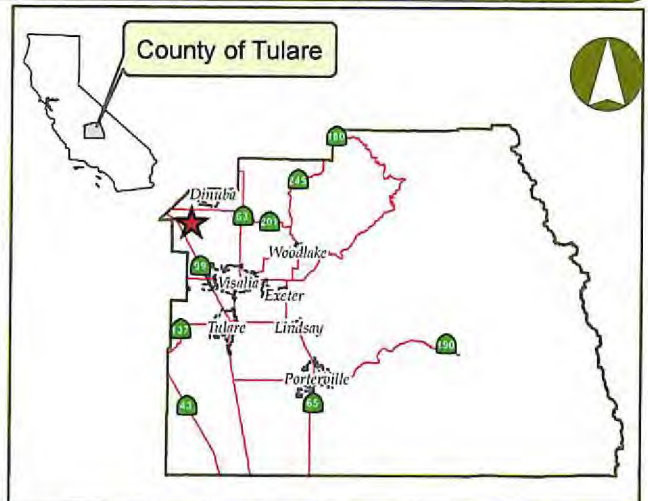 County of Tulare
180
245
Dinuba
63
201
Woodlake
99
Visalia
Exeter
137
Tulare
Lindsay
190
Porterville
43
65